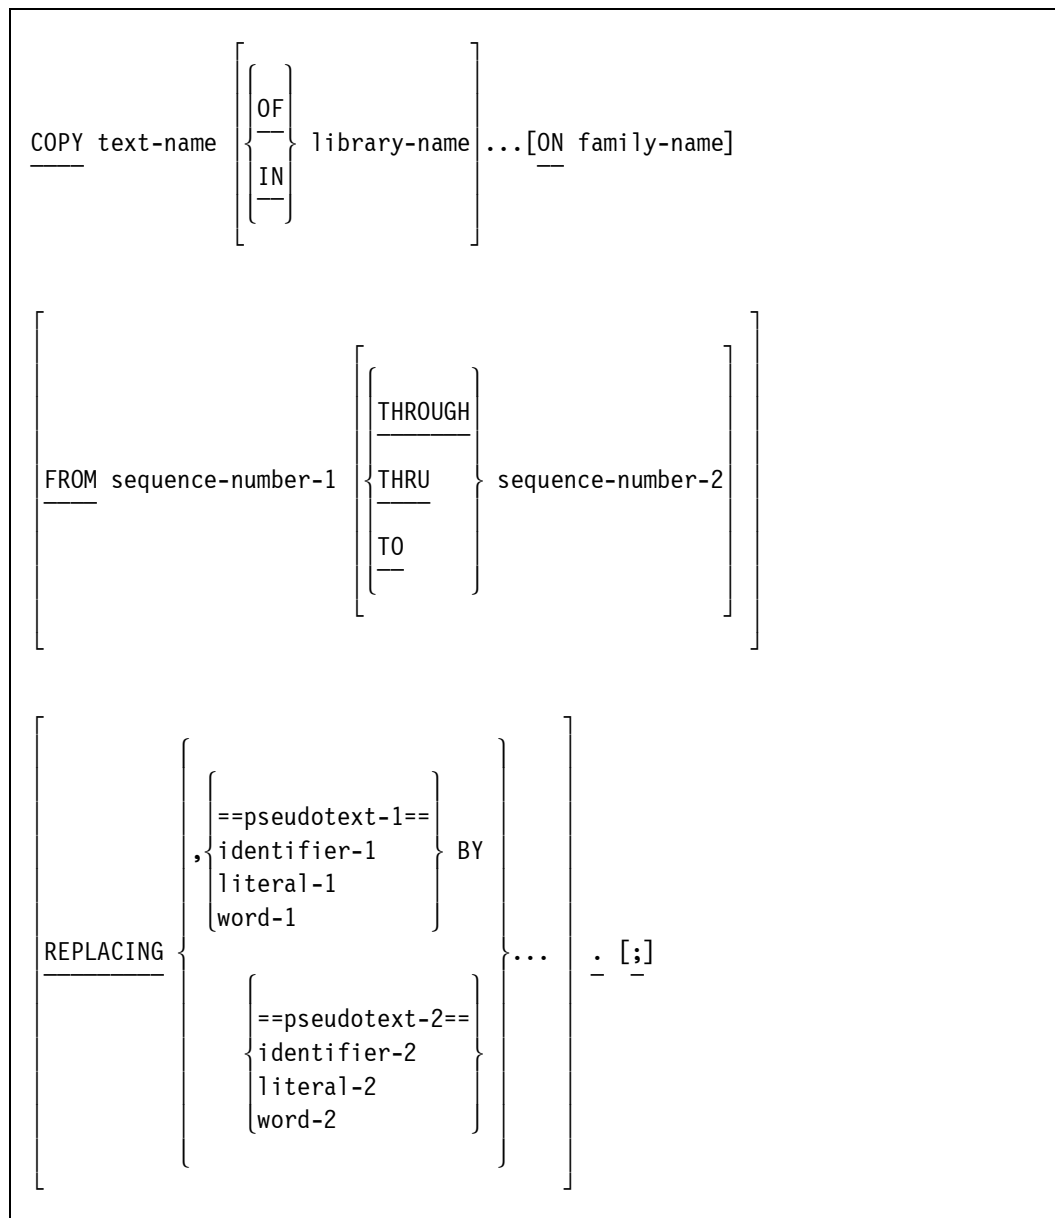 OF
COPY text-name library-name ...[ON family-name]
IN
THROUGH
FROM sequence-number-1 THRU sequence-number-2
TO
==pseudotext-1==
,identifier-1 BY
literal-1
word-1
REPLACING ... . [;]
==pseudotext-2==
identifier-2
literal-2
word-2